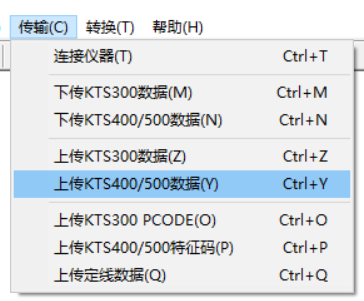 传输(C) 转换(T) 帮助(H)
连接仪器(T) Ctrl+T
下传KTS300数据(M) Ctrl+M
下传KTS400/500数据(N) Ctrl+N
上传KTS300数据(Z) Ctrl+Z
上传KTS400/500数据(Y) Ctrl+Y
上传KTS300 PCODE(O) Ctrl+O
上传KTS400/500特征码(P) Ctrl+P
上传定线数据(Q) Ctrl+Q